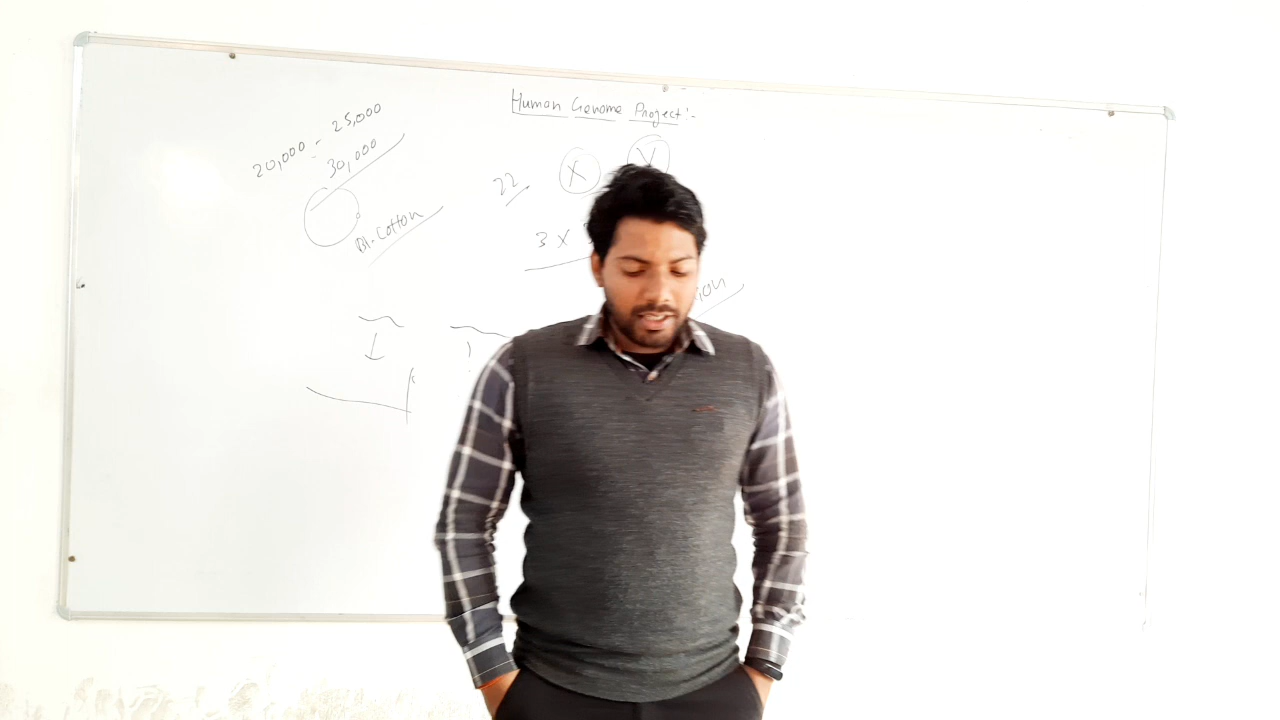 Human Genome Project:-
20,000 - 25,000
30,000
22 X Y
Bt. Cotton
3 X